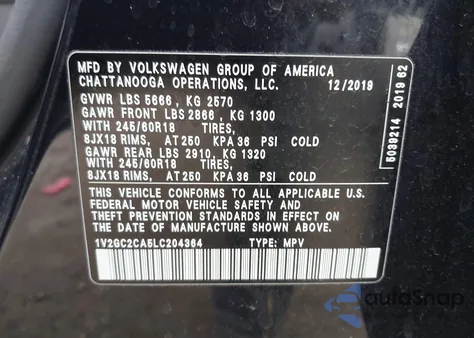 MFD BY VOLKSWAGEN GROUP OF AMERICA
CHATTANOOGA OPERATIONS, LLC. 12/2019
GVWR LBS 5666 , KG 2570
GAWR FRONT LBS 2866 , KG 1300
WITH 245/60R18 TIRES,
8JX18 RIMS, AT 250 KPA 36 PSI COLD
GAWR REAR LBS 2910, KG 1320
WITH 245/60R18 TIRES,
8JX18 RIMS, AT 250 KPA 36 PSI COLD
THIS VEHICLE CONFORMS TO ALL APPLICABLE U.S.
FEDERAL MOTOR VEHICLE SAFETY AND
THEFT PREVENTION STANDARDS IN EFFECT ON
THE DATE OF MANUFACTURE SHOWN ABOVE.
1V2GC2CA5LC204364 TYPE: MPV
5039214 2019 62
autoSnap